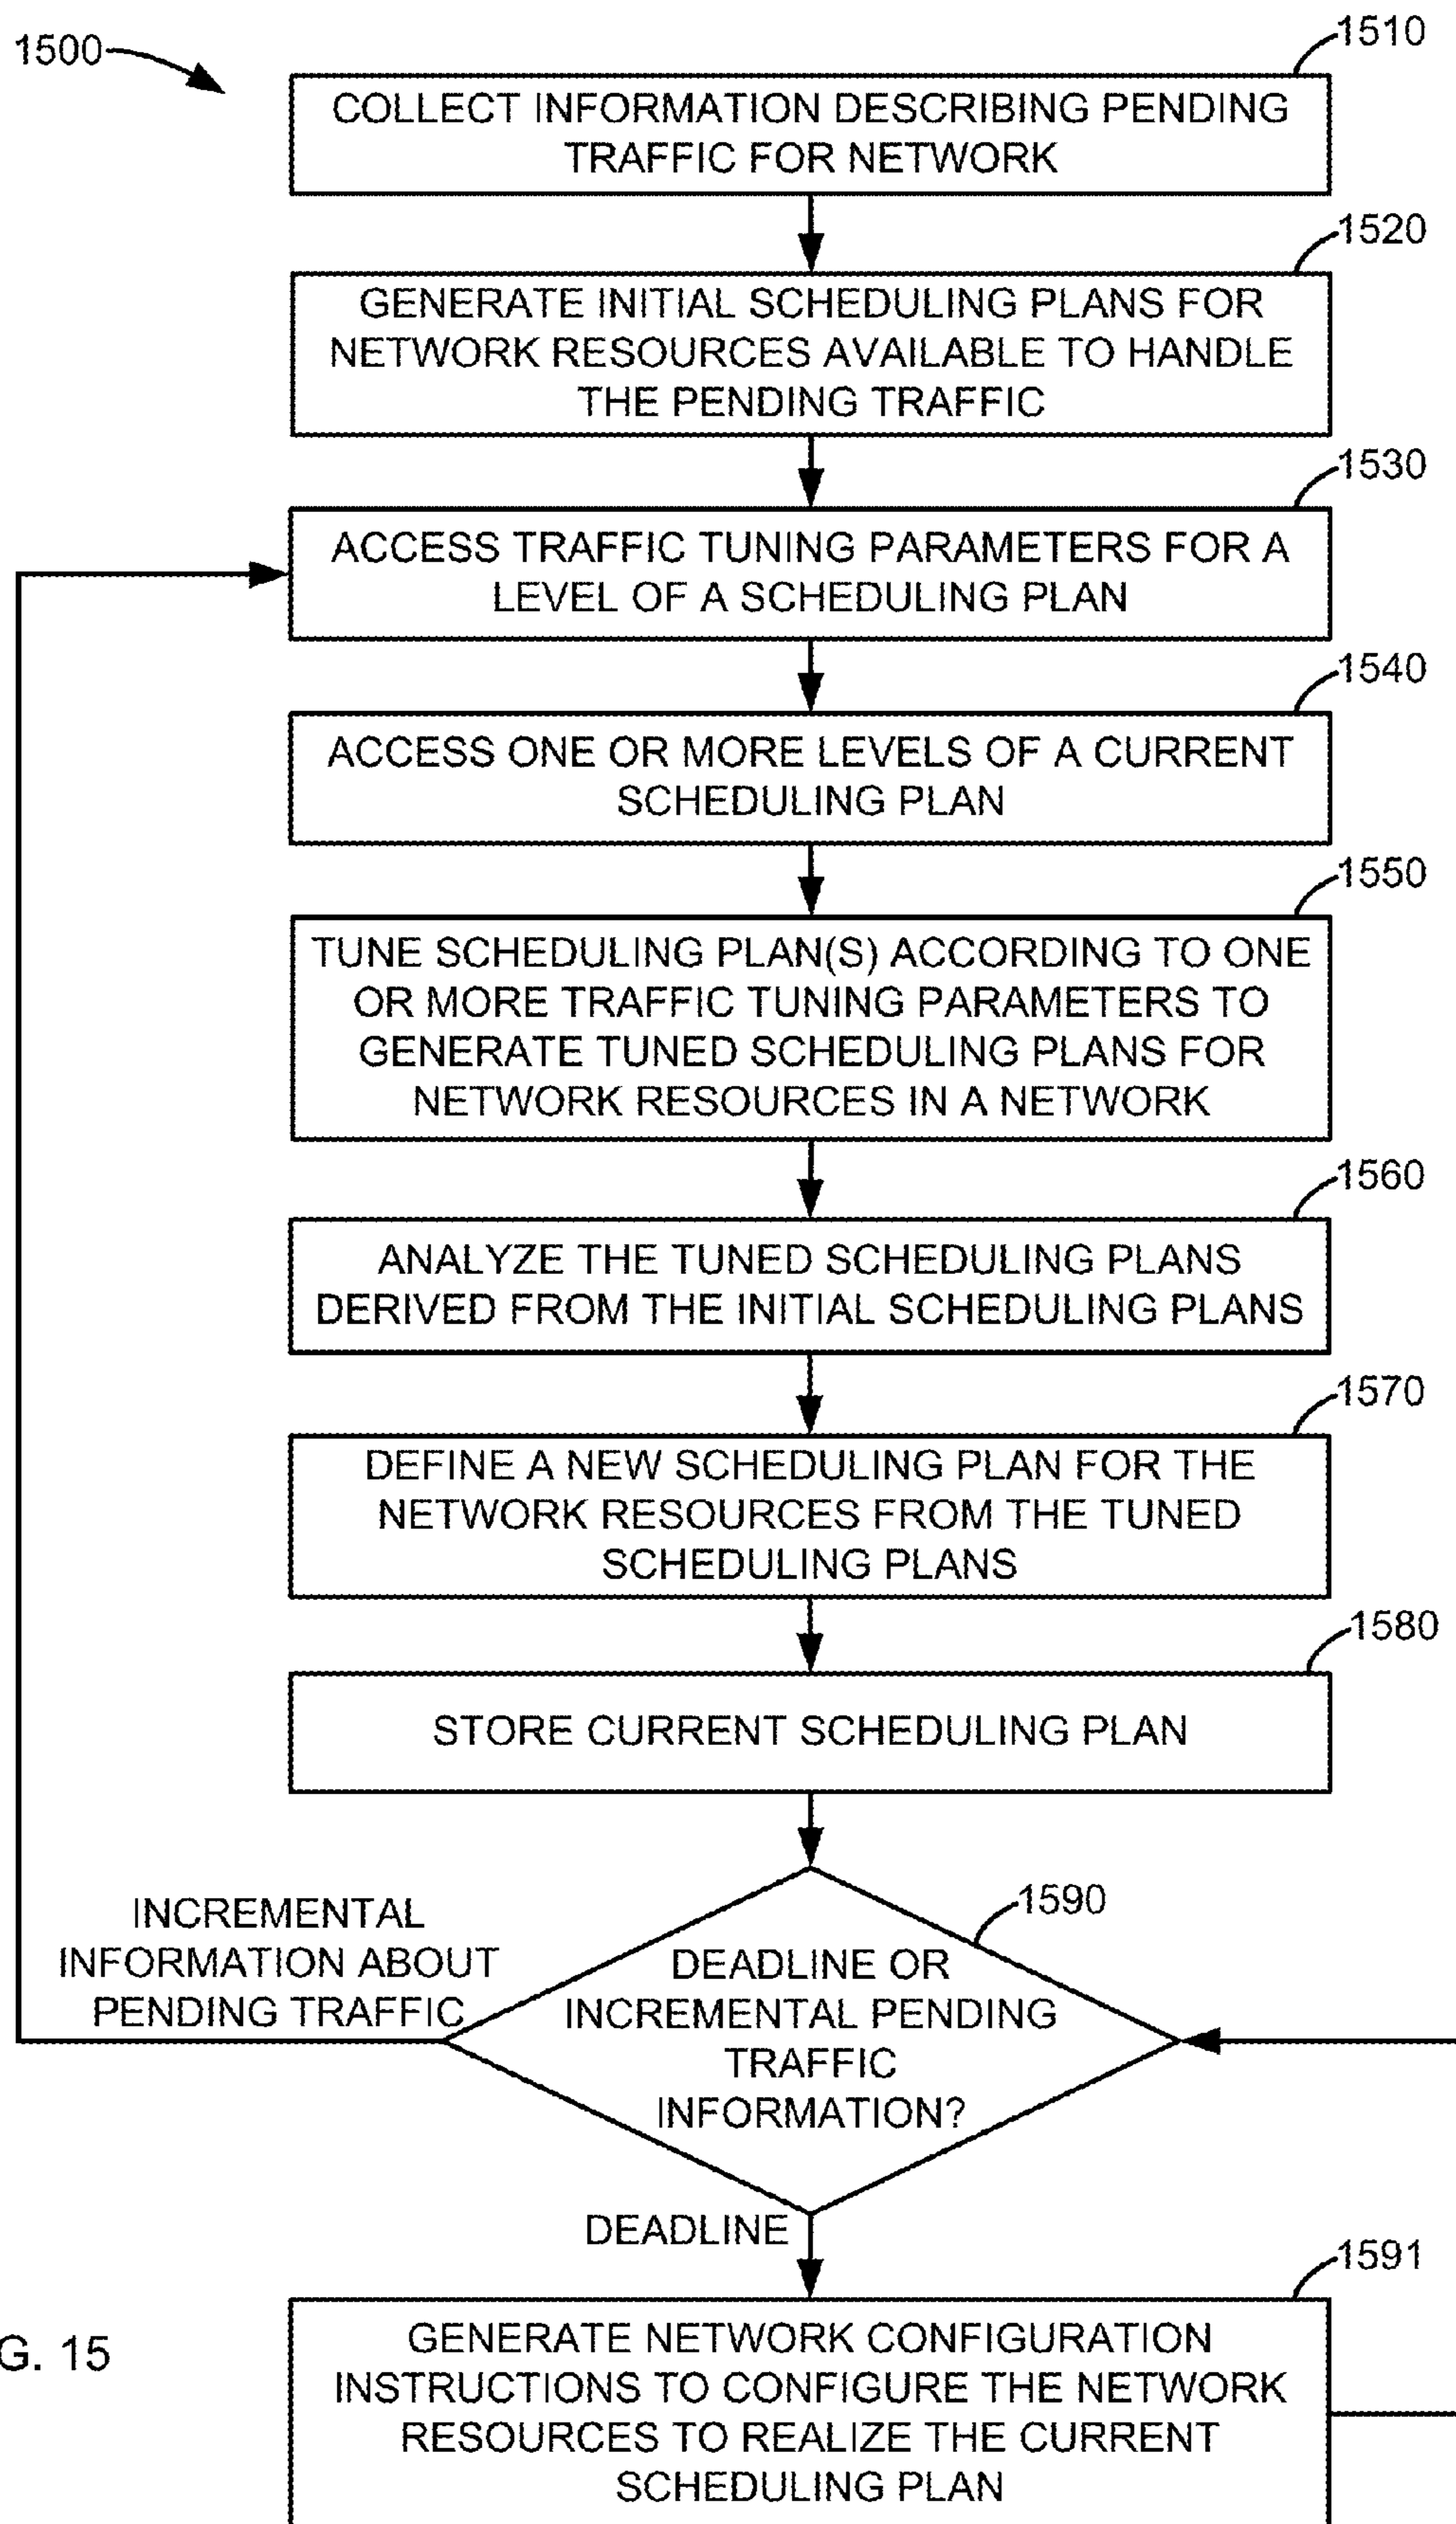 1500
1510
COLLECT INFORMATION DESCRIBING PENDING
TRAFFIC FOR NETWORK
1520
GENERATE INITIAL SCHEDULING PLANS FOR
NETWORK RESOURCES AVAILABLE TO HANDLE
THE PENDING TRAFFIC
1530
ACCESS TRAFFIC TUNING PARAMETERS FOR A
LEVEL OF A SCHEDULING PLAN
1540
ACCESS ONE OR MORE LEVELS OF A CURRENT
SCHEDULING PLAN
1550
TUNE SCHEDULING PLAN(S) ACCORDING TO ONE
OR MORE TRAFFIC TUNING PARAMETERS TO
GENERATE TUNED SCHEDULING PLANS FOR
NETWORK RESOURCES IN A NETWORK
1560
ANALYZE THE TUNED SCHEDULING PLANS
DERIVED FROM THE INITIAL SCHEDULING PLANS
1570
DEFINE A NEW SCHEDULING PLAN FOR THE
NETWORK RESOURCES FROM THE TUNED
SCHEDULING PLANS
1580
STORE CURRENT SCHEDULING PLAN
1590
INCREMENTAL
INFORMATION ABOUT
PENDING TRAFFIC
DEADLINE OR
INCREMENTAL PENDING
TRAFFIC
INFORMATION?
DEADLINE
1591
GENERATE NETWORK CONFIGURATION
INSTRUCTIONS TO CONFIGURE THE NETWORK
RESOURCES TO REALIZE THE CURRENT
SCHEDULING PLAN
G. 15